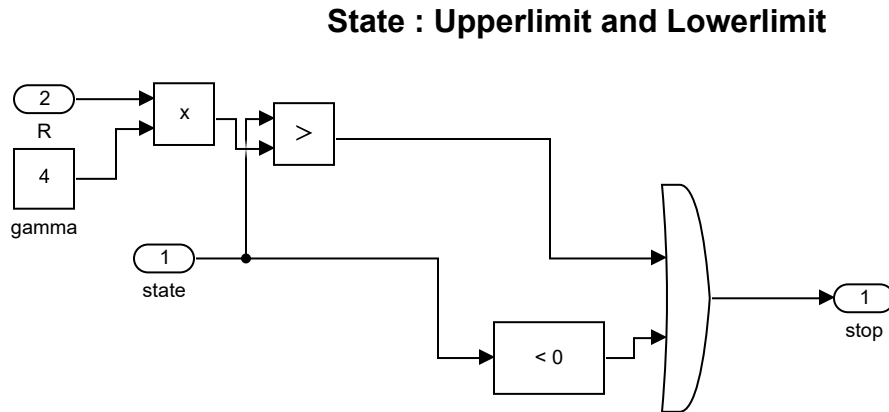 State : Upperlimit and Lowerlimit
2
R
x
>
4
gamma
1
state
< 0
1
stop